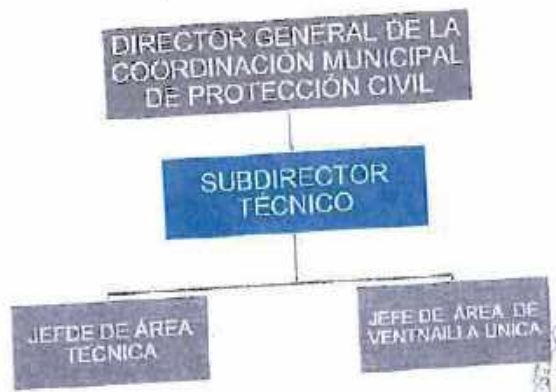 DIRECTOR GENERAL DE LA
COORDINACIÓN MUNICIPAL
DE PROTECCIÓN CIVIL
SUBDIRECTOR
TÉCNICO
JEFDE DE ÁREA
TÉCNICA
JEFE DE ÁREA DE
VENTNAILLA UNICA